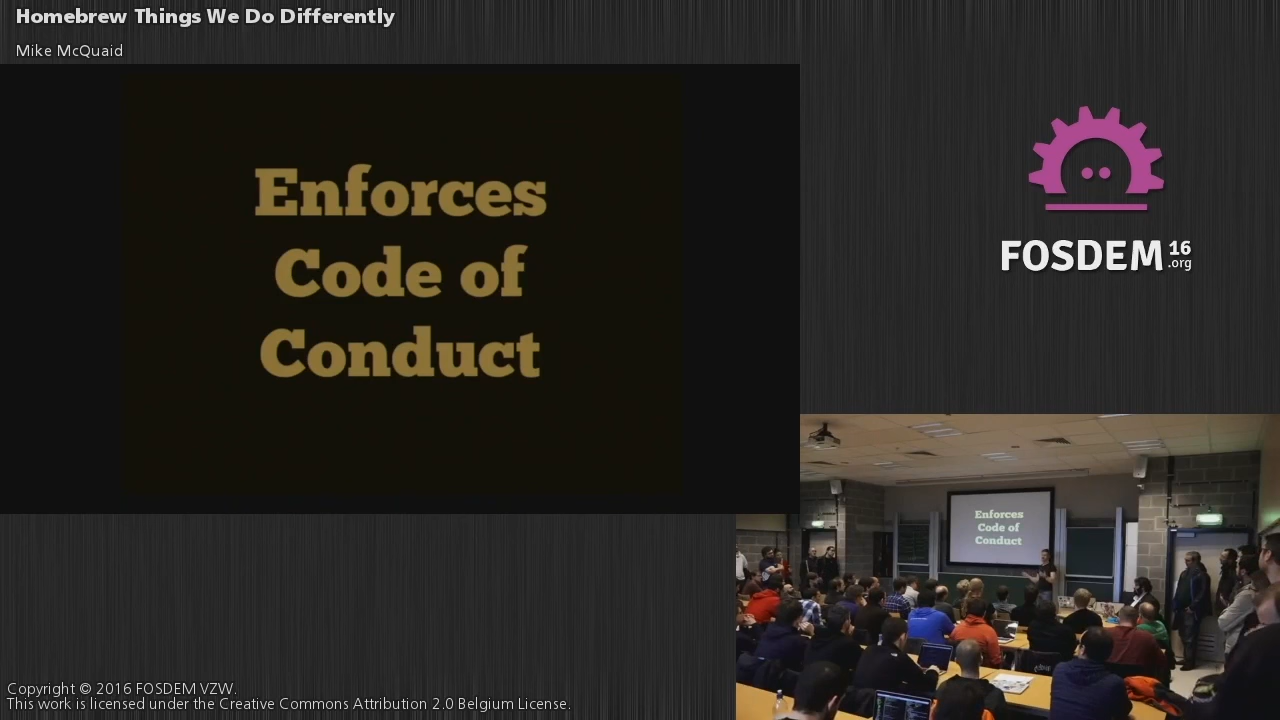 Homebrew Things We Do Differently
Mike McQuaid
Enforces
Code of
Conduct
FOSDEM 16
.org
Enforces
Code of
Conduct
Copyright © 2016 FOSDEM VZW.
This work is licensed under the Creative Commons Attribution 2.0 Belgium License.